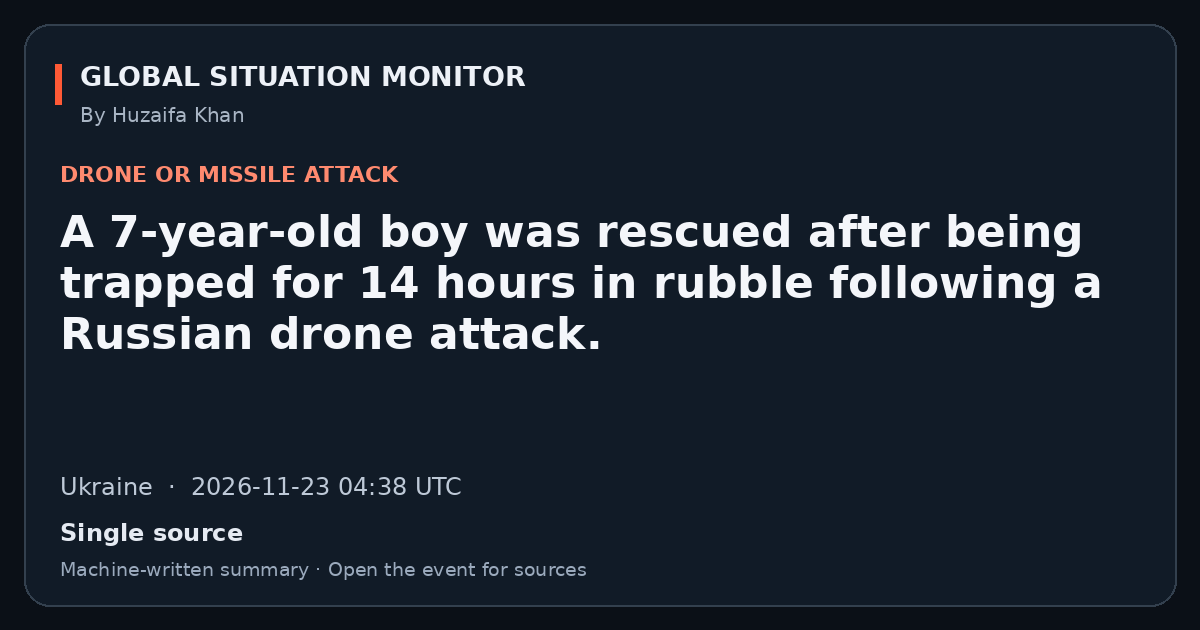 GLOBAL SITUATION MONITOR
By Huzaifa Khan
DRONE OR MISSILE ATTACK
A 7-year-old boy was rescued after being
trapped for 14 hours in rubble following a
Russian drone attack.
Ukraine · 2026-11-23 04:38 UTC
Single source
Machine-written summary · Open the event for sources